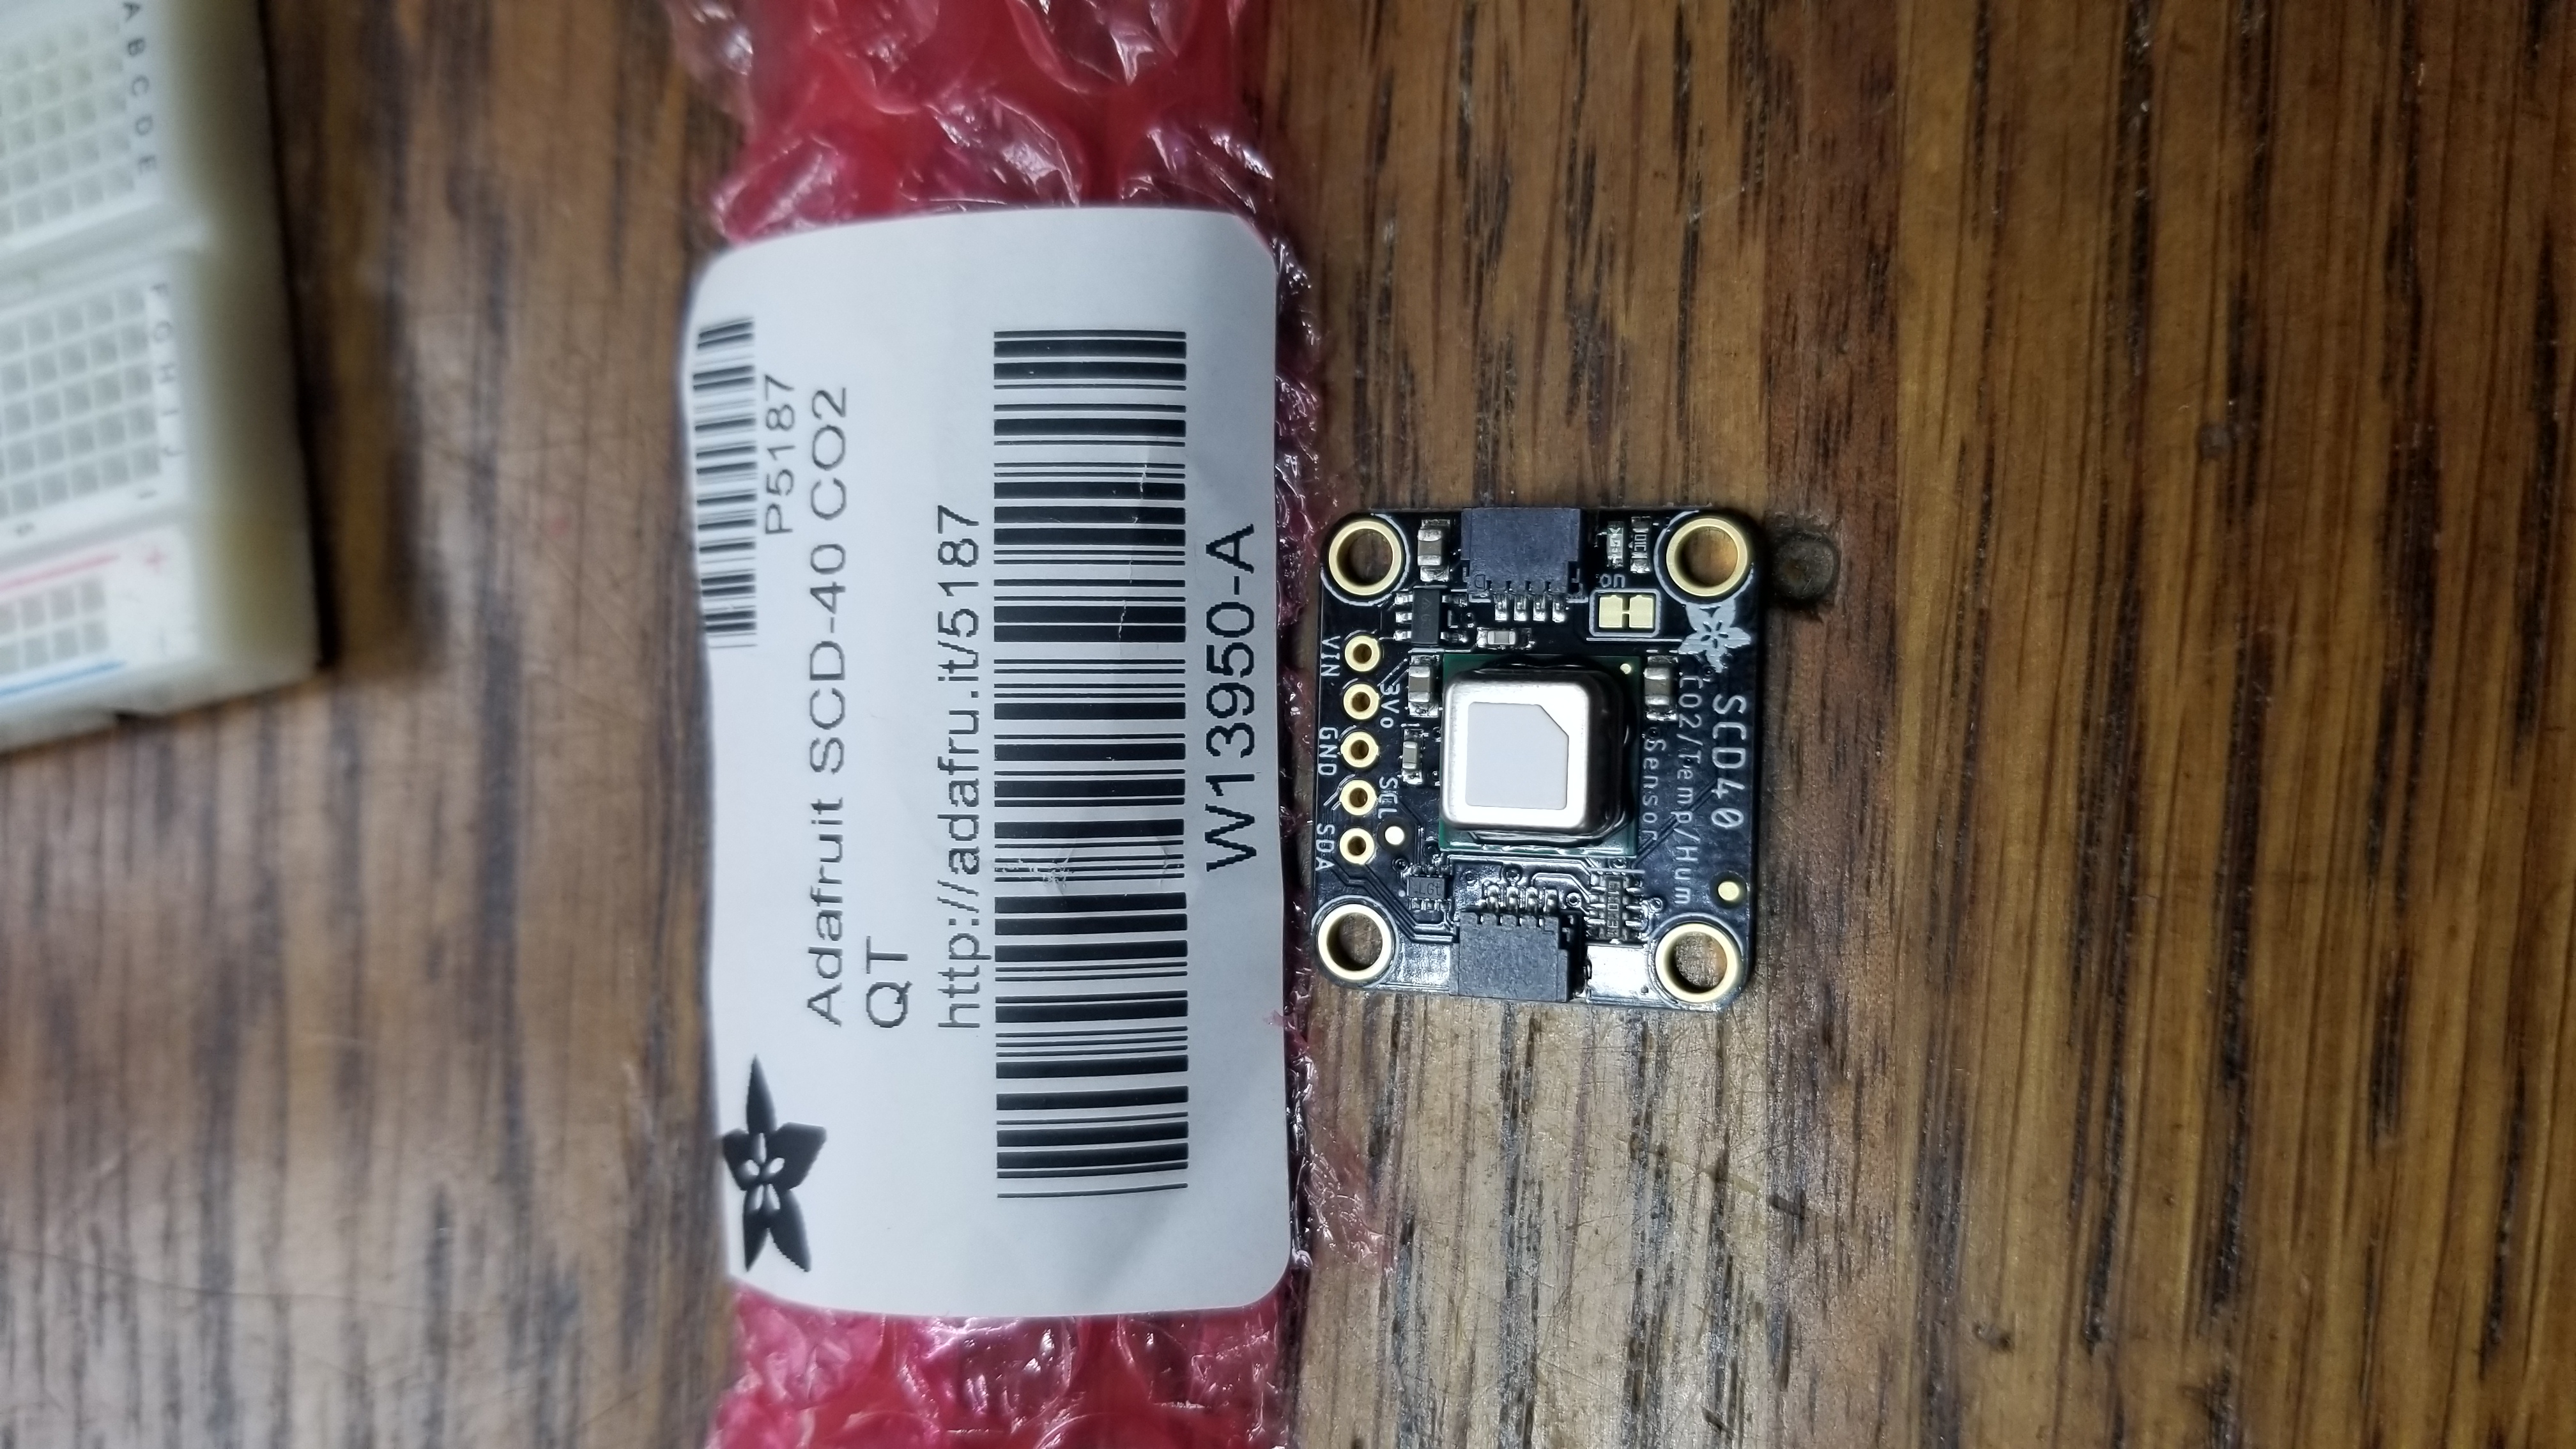 A B C D E
F G H I J
P5187
Adafruit SCD-40 CO2
QT
http://adafru.it/5187
W13950-A
SCD40
CO2/Temp/Hum
Sensor
on
VIN
3Vo
GND
SCL
SDA